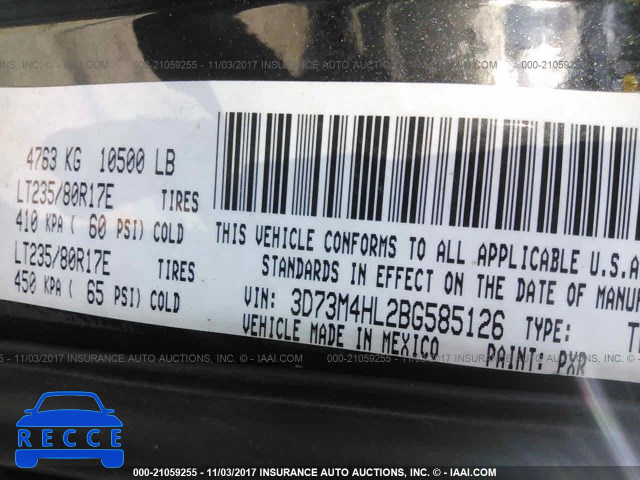 000-21059255 - 11/03/2017 INSURANCE AUTO AUCTIONS, INC. - © IAAI.COM
4763 KG 10500 LB
LT235/80R17E TIRES
410 KPA ( 60 PSI) COLD
LT235/80R17E TIRES
450 KPA ( 65 PSI) COLD
THIS VEHICLE CONFORMS TO ALL APPLICABLE U.S.A
STANDARDS IN EFFECT ON THE DATE OF MANU
VIN: 3D73M4HL2BG585126 TYPE:
VEHICLE MADE IN MEXICO PAINT: PXR
RECCE
000-21059255 - 11/03/2017 INSURANCE AUTO AUCTIONS, INC. - © IAAI.COM